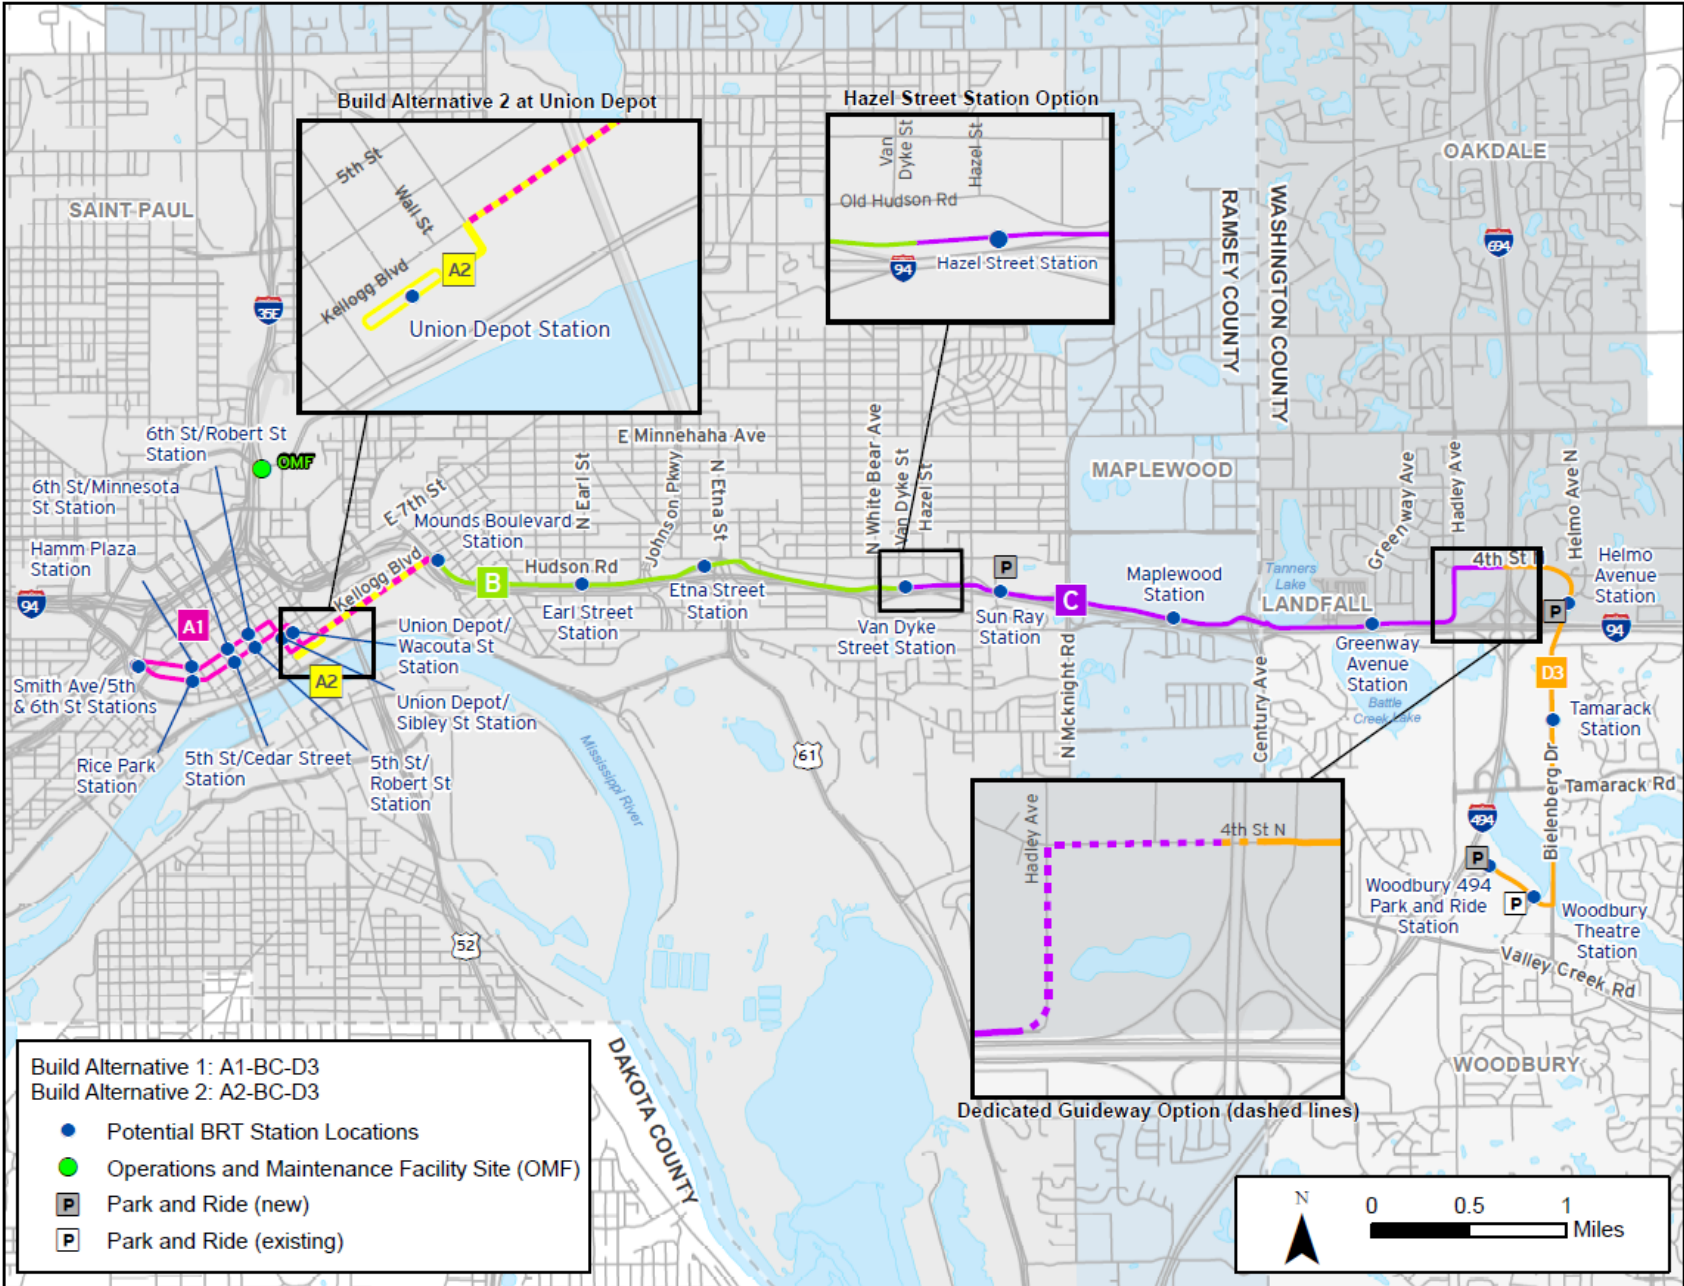 Build Alternative 2 at Union Depot
5th St
Wall St
Kellogg Blvd
A2
Union Depot Station
Hazel Street Station Option
Van
Dyke St
Hazel St
Old Hudson Rd
94
Hazel Street Station
SAINT PAUL
35E
RAMSEY COUNTY
WASHINGTON COUNTY
OAKDALE
694
6th St/Robert St
Station
OMF
6th St/Minnesota
St Station
Hamm Plaza
Station
94
A1
Smith Ave/5th
& 6th St Stations
Rice Park
Station
5th St/Cedar Street
Station
5th St/
Robert St
Station
A2
Union Depot/
Wacouta St
Station
Union Depot/
Sibley St Station
E 7th St
Kellogg Blvd
Mounds Boulevard
Station
B
Hudson Rd
N Earl St
Earl Street
Station
E Minnehaha Ave
Johnson Pkwy
N Etna St
Etna Street
Station
N White Bear Ave
Van Dyke St
Hazel St
Van Dyke
Street Station
P
Sun Ray
Station
C
N Mcknight Rd
MAPLEWOOD
Maplewood
Station
Century Ave
Tanners
Lake
LANDFALL
Greenway Ave
Greenway
Avenue
Station
Battle
Creek Lake
Hadley Ave
4th St N
Helmo Ave N
Helmo
Avenue
Station
P
94
D3
Tamarack
Station
Bielenberg Dr
Tamarack Rd
494
P
Woodbury 494
Park and Ride
Station
P
Woodbury
Theatre
Station
Valley Creek Rd
WOODBURY
Mississippi River
61
52
DAKOTA COUNTY
Hadley Ave
4th St N
Dedicated Guideway Option (dashed lines)
Build Alternative 1: A1-BC-D3
Build Alternative 2: A2-BC-D3
Potential BRT Station Locations
Operations and Maintenance Facility Site (OMF)
P Park and Ride (new)
P Park and Ride (existing)
N
0 0.5 1
Miles